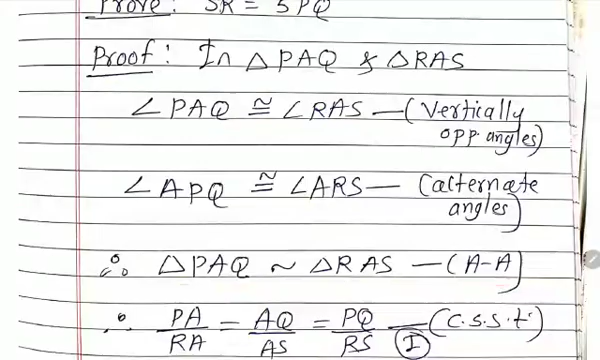 Prove: SR = 5PQ
Proof: In △PAQ & △RAS
∠PAQ ≅ ∠RAS — (Vertically opp angles)
∠APQ ≅ ∠ARS — (alternate angles)
∴ △PAQ ~ △RAS — (A-A)
∴ PA/RA = AQ/AS = PQ/RS — (c.s.s.t.)
(I)